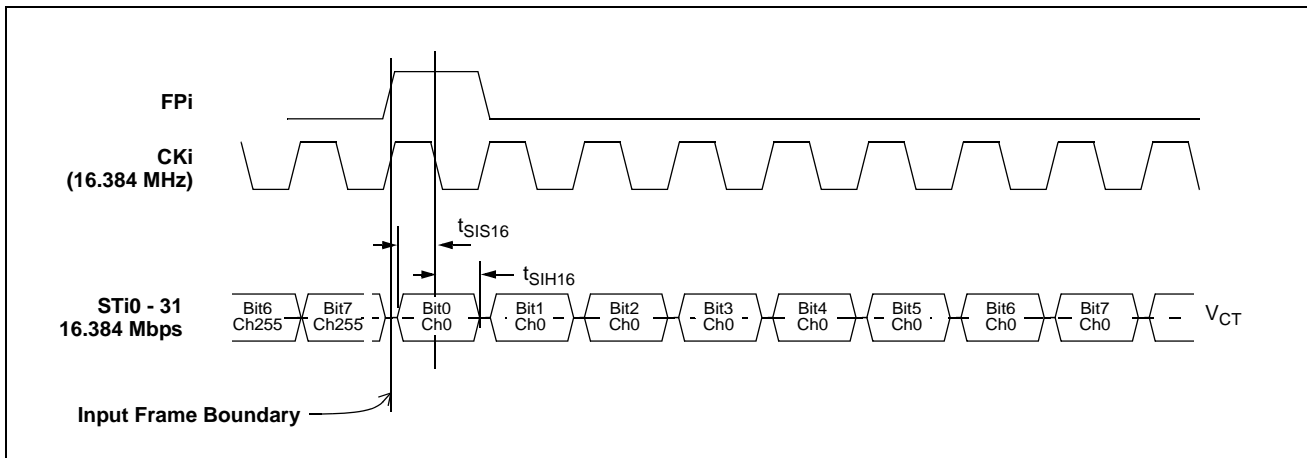 FPi
CKi
(16.384 MHz)
tSIS16
tSIH16
STi0 - 31
16.384 Mbps
Bit6
Ch255
Bit7
Ch255
Bit0
Ch0
Bit1
Ch0
Bit2
Ch0
Bit3
Ch0
Bit4
Ch0
Bit5
Ch0
Bit6
Ch0
Bit7
Ch0
VCT
Input Frame Boundary